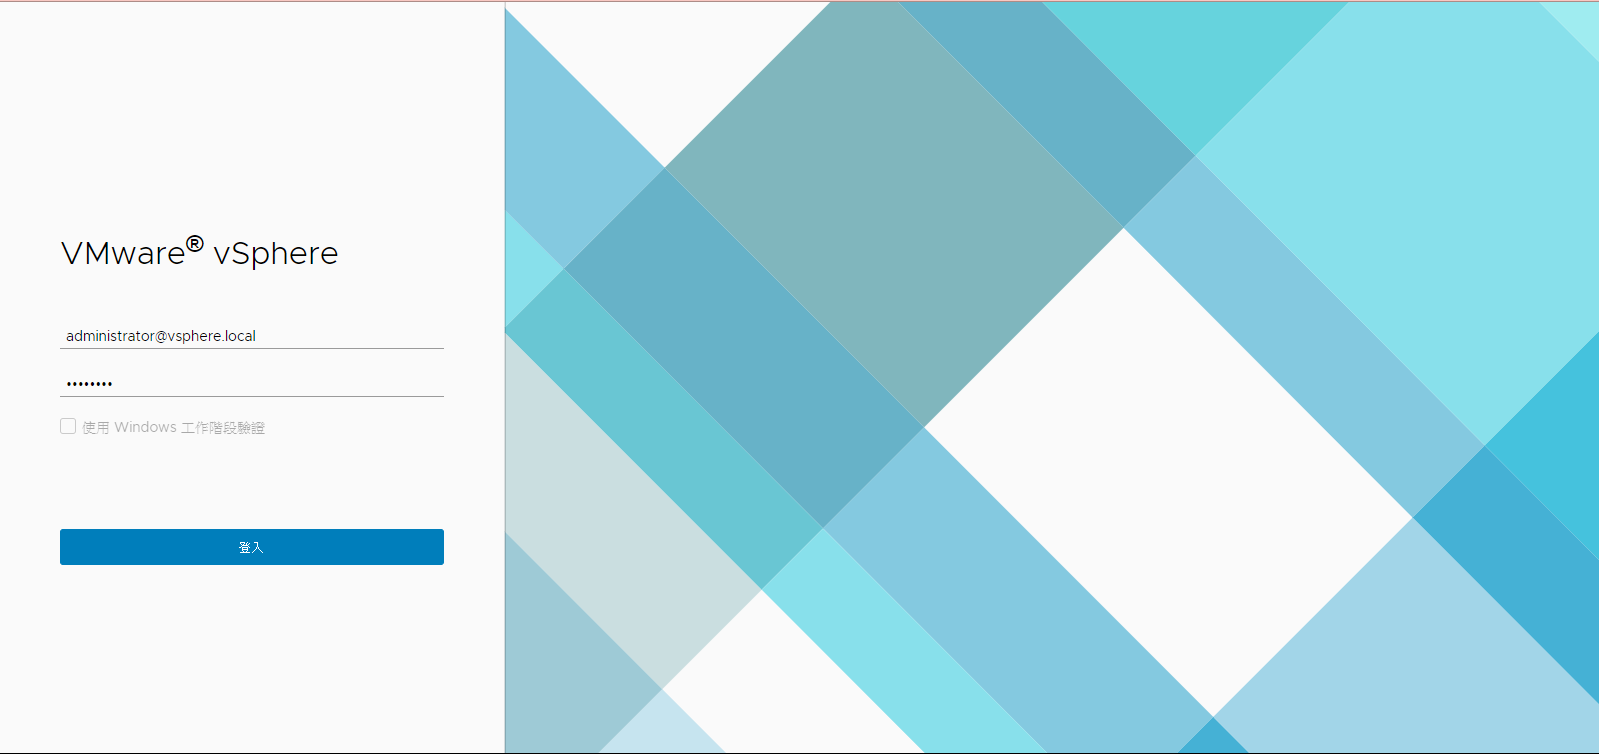 VMware® vSphere
administrator@vsphere.local
••••••••
使用 Windows 工作階段驗證
登入